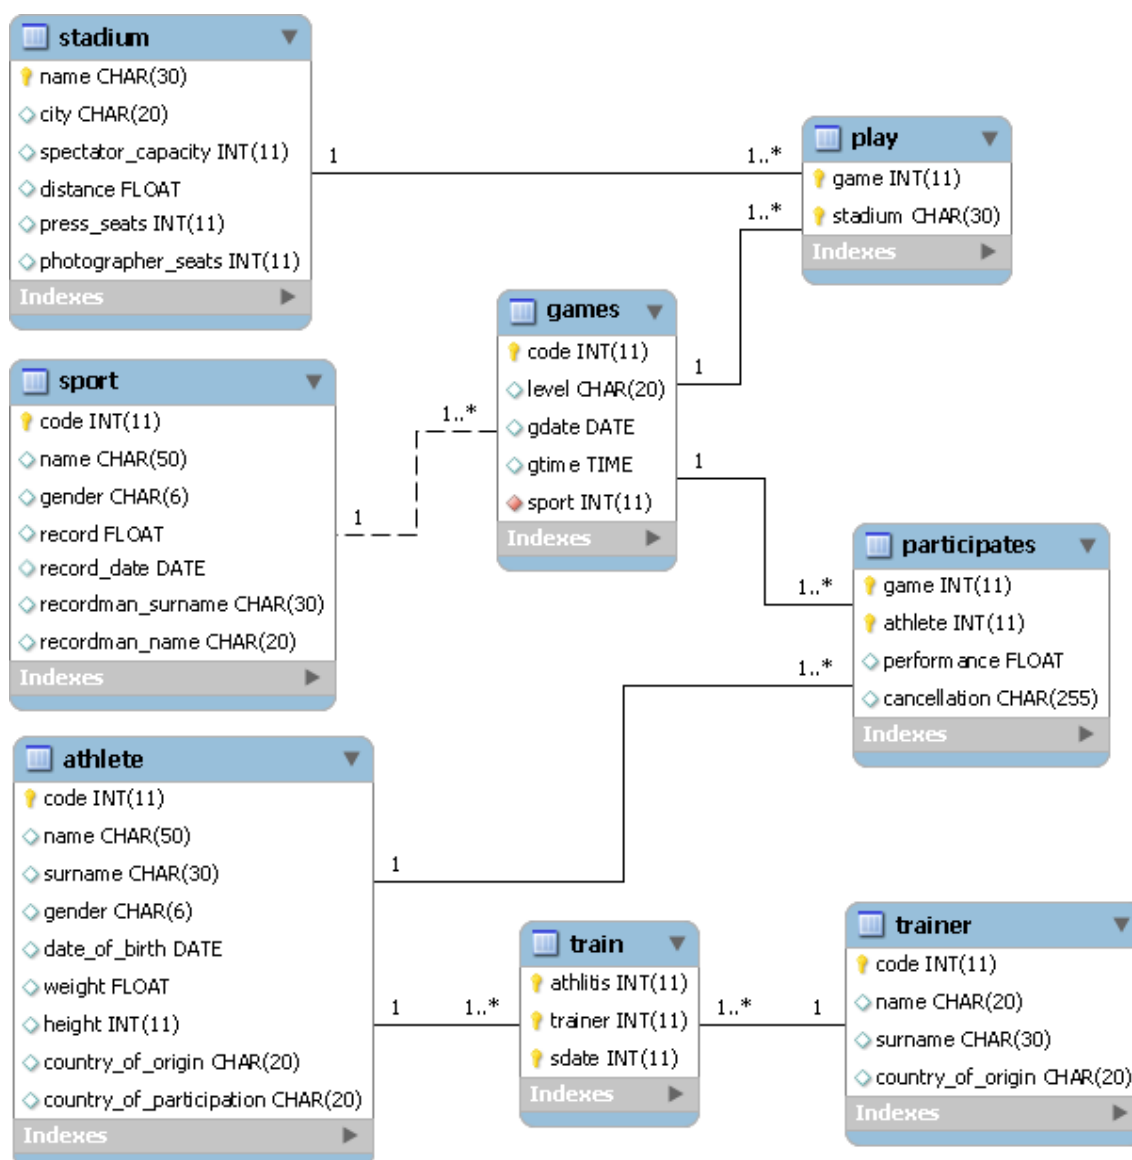 stadium
name CHAR(30)
city CHAR(20)
spectator_capacity INT(11)
distance FLOAT
press_seats INT(11)
photographer_seats INT(11)
Indexes
1
1..*
play
game INT(11)
stadium CHAR(30)
Indexes
1..*
games
code INT(11)
level CHAR(20)
gdate DATE
gtime TIME
sport INT(11)
Indexes
1
1
sport
code INT(11)
name CHAR(50)
gender CHAR(6)
record FLOAT
record_date DATE
recordman_surname CHAR(30)
recordman_name CHAR(20)
Indexes
1
1..*
participates
game INT(11)
athlete INT(11)
performance FLOAT
cancellation CHAR(255)
Indexes
1..*
1..*
athlete
code INT(11)
name CHAR(50)
surname CHAR(30)
gender CHAR(6)
date_of_birth DATE
weight FLOAT
height INT(11)
country_of_origin CHAR(20)
country_of_participation CHAR(20)
Indexes
1
1
1..*
train
athlitis INT(11)
trainer INT(11)
sdate INT(11)
Indexes
1..*
1
trainer
code INT(11)
name CHAR(20)
surname CHAR(30)
country_of_origin CHAR(20)
Indexes